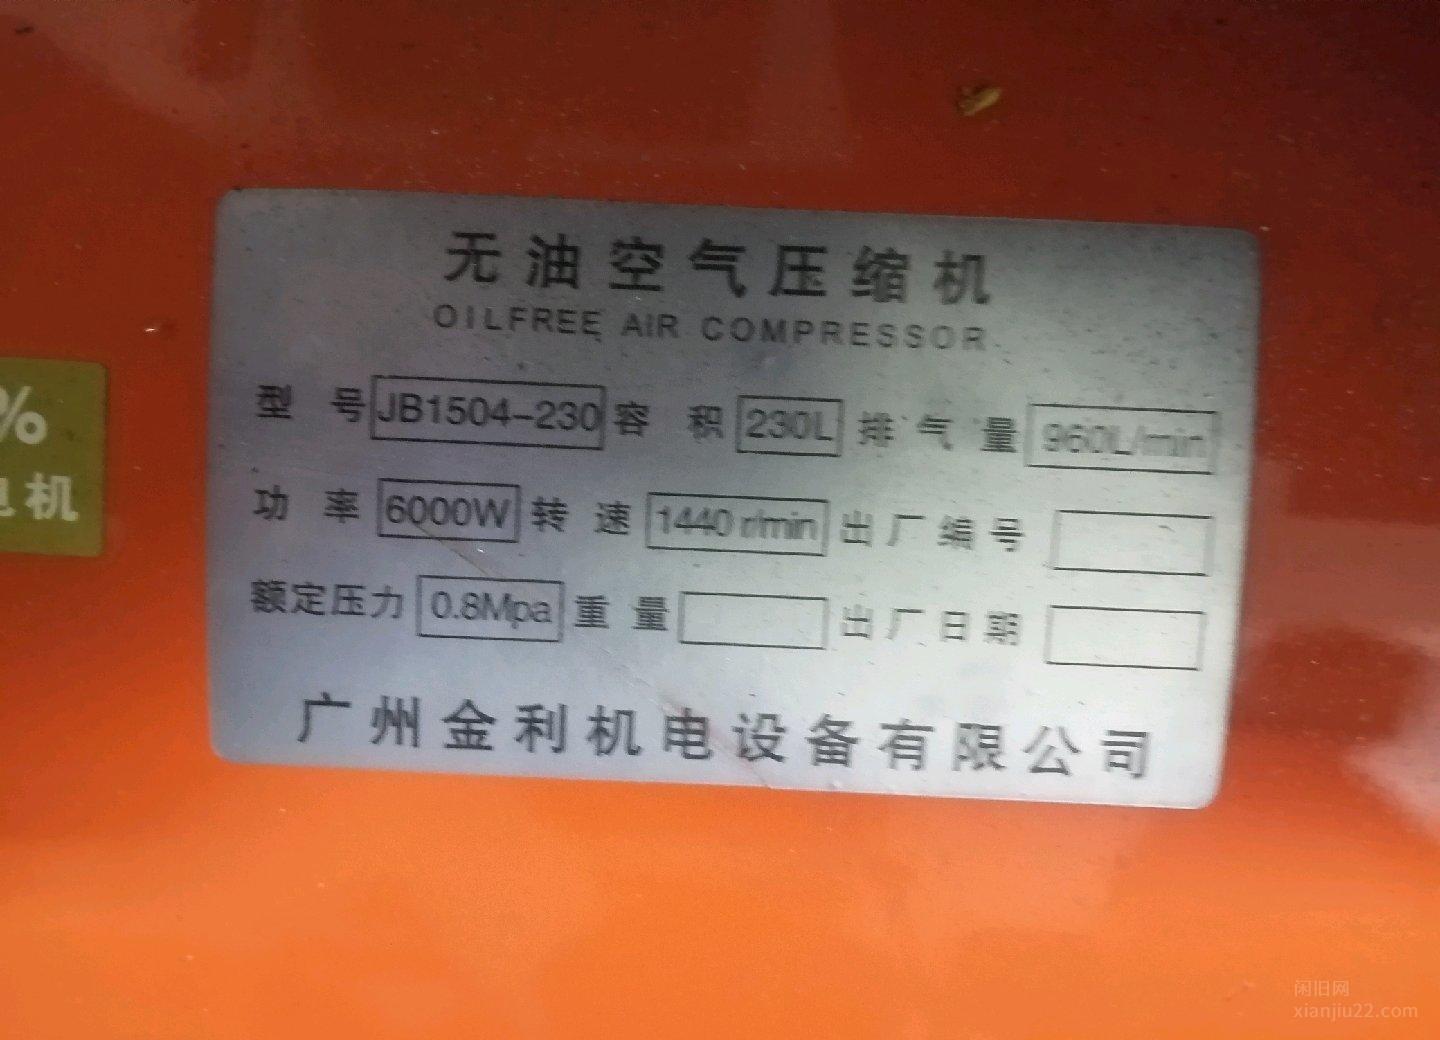 无油空气压缩机
OILFREE AIR COMPRESSOR
型号 JB1504-230 容积 230L 排气量 960L/min
功率 6000W 转速 1440 r/min 出厂编号
额定压力 0.8Mpa 重量 出厂日期
广州金利机电设备有限公司
%
电机
闲旧网
xianjiu22.com